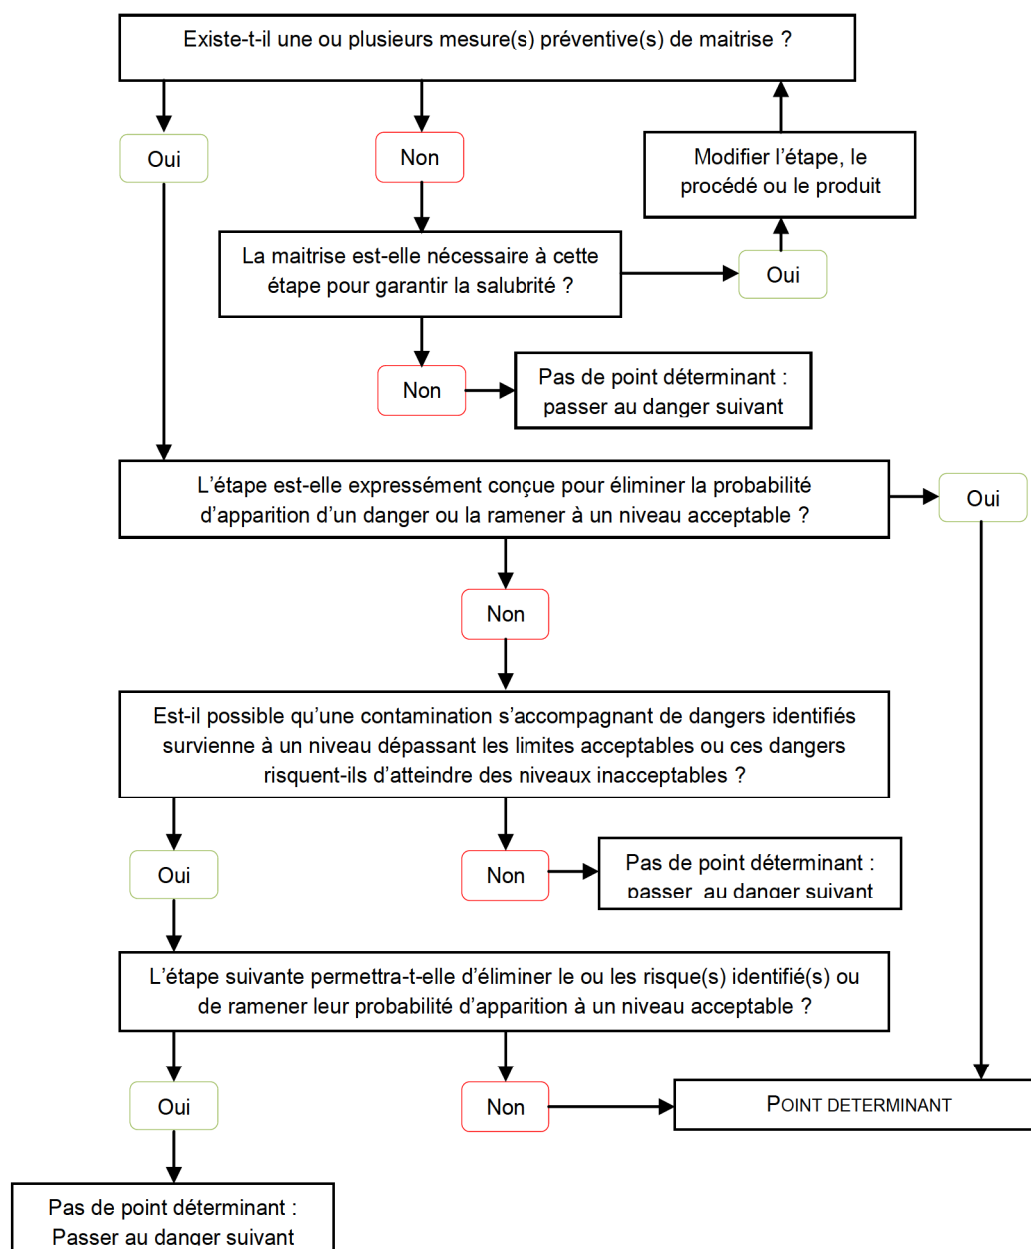 Existe-t-il une ou plusieurs mesure(s) préventive(s) de maitrise ?
Oui
Non
Modifier l'étape, le
procédé ou le produit
La maitrise est-elle nécessaire à cette
étape pour garantir la salubrité ?
Oui
Non
Pas de point déterminant :
passer au danger suivant
L'étape est-elle expressément conçue pour éliminer la probabilité
d'apparition d'un danger ou la ramener à un niveau acceptable ?
Oui
Non
Est-il possible qu'une contamination s'accompagnant de dangers identifiés
survienne à un niveau dépassant les limites acceptables ou ces dangers
risquent-ils d'atteindre des niveaux inacceptables ?
Oui
Non
Pas de point déterminant :
passer au danger suivant
L'étape suivante permettra-t-elle d'éliminer le ou les risque(s) identifié(s) ou
de ramener leur probabilité d'apparition à un niveau acceptable ?
Oui
Non
POINT DETERMINANT
Pas de point déterminant :
Passer au danger suivant